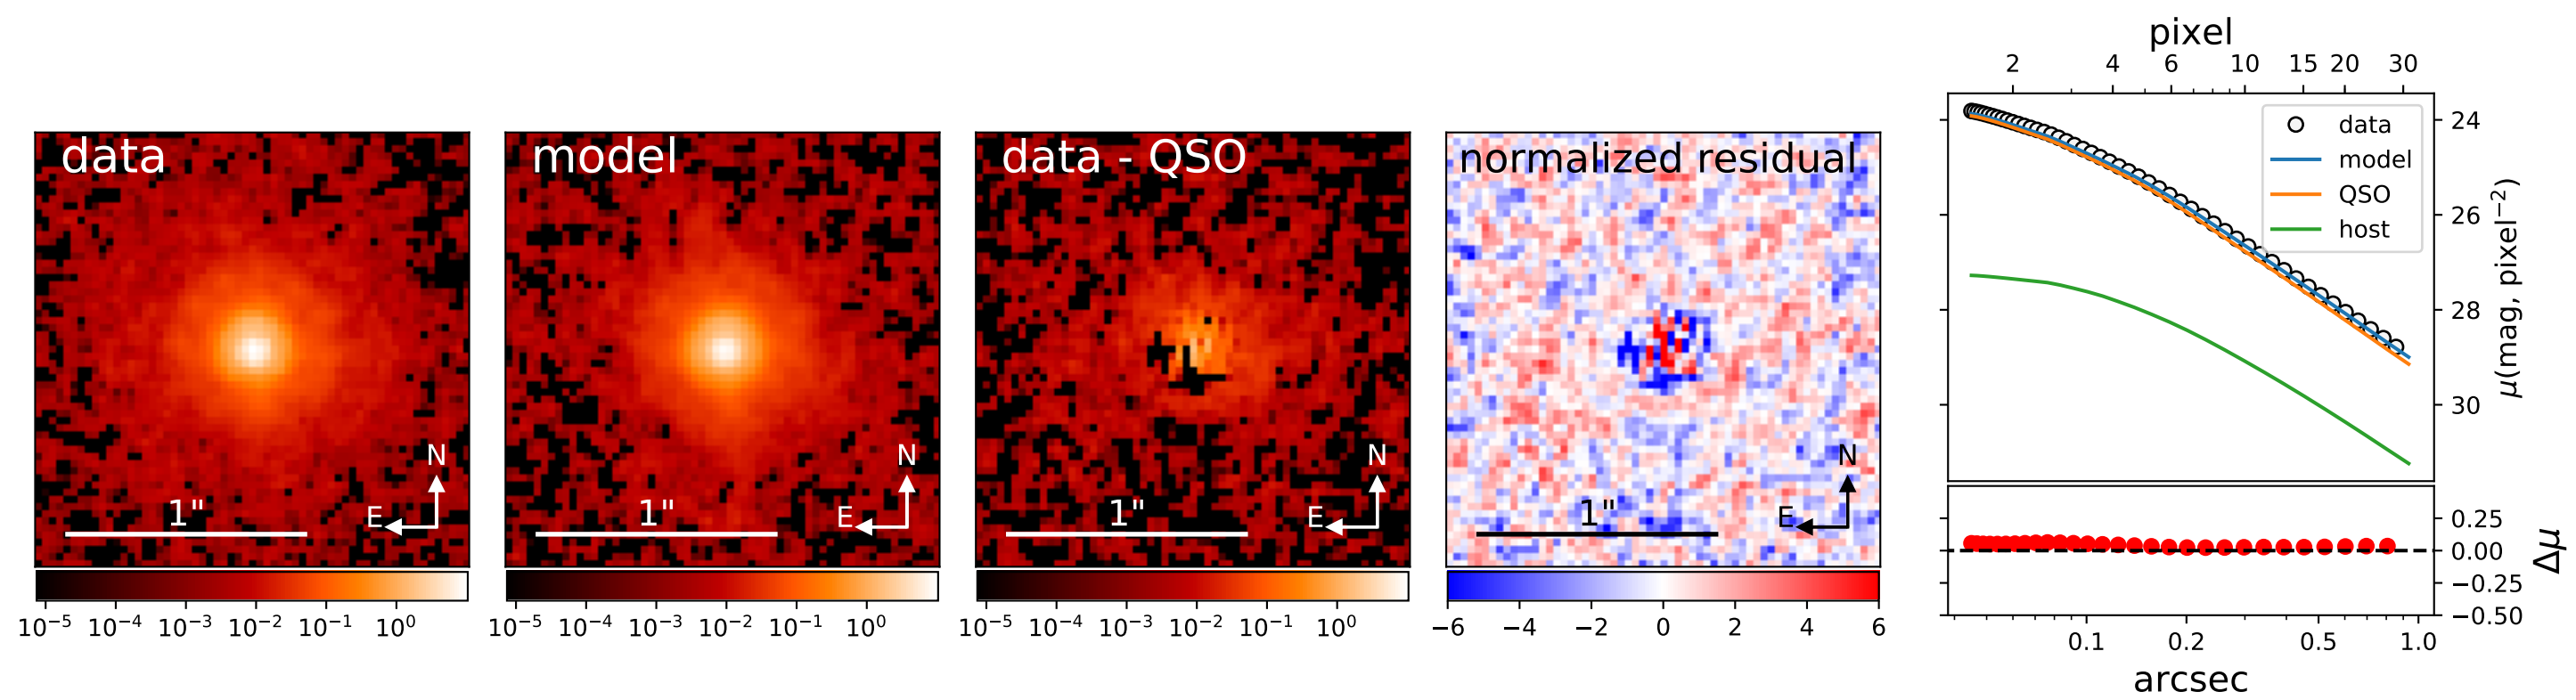 data
N
E
1"
10⁻⁵ 10⁻⁴ 10⁻³ 10⁻² 10⁻¹ 10⁰
model
N
E
1"
10⁻⁵ 10⁻⁴ 10⁻³ 10⁻² 10⁻¹ 10⁰
data - QSO
N
E
1"
10⁻⁵ 10⁻⁴ 10⁻³ 10⁻² 10⁻¹ 10⁰
normalized residual
N
E
1"
−6 −4 −2 0 2 4 6
pixel
2 4 6 10 15 20 30
data
model
QSO
host
24
26
28
30
μ(mag, pixel⁻²)
0.25
0.00
−0.25
−0.50
Δμ
0.1 0.2 0.5 1.0
arcsec